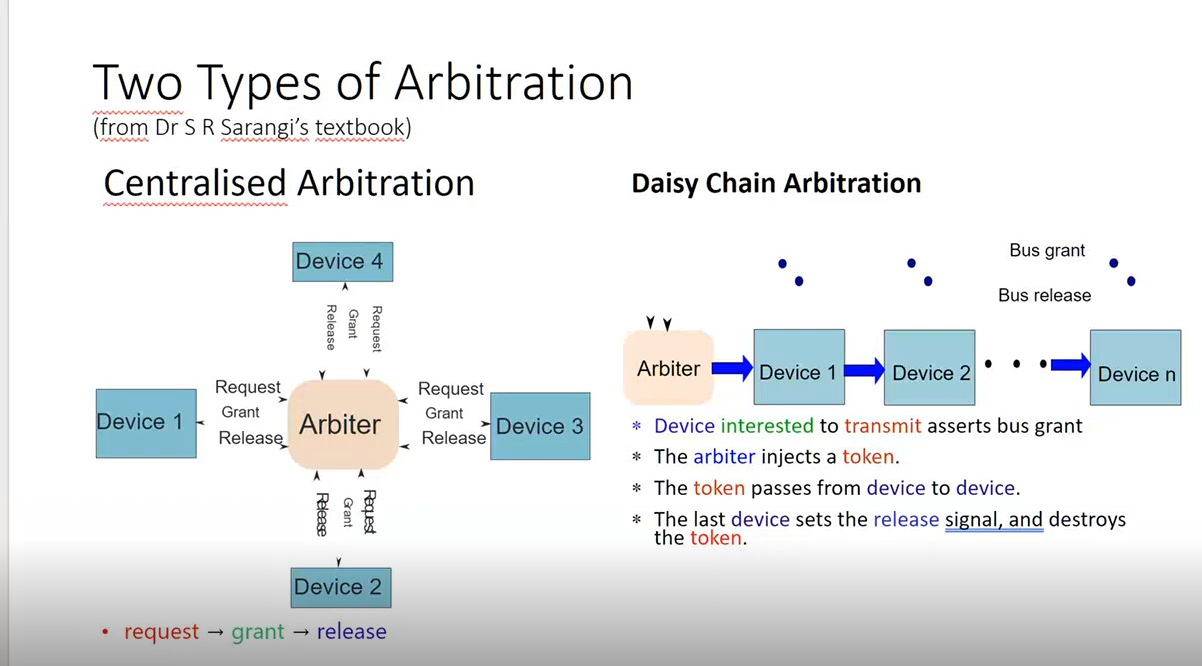 Two Types of Arbitration
(from Dr S R Sarangi's textbook)
Centralised Arbitration
Device 4
Release
Grant
Request
Device 1
Request
Grant
Release
Arbiter
Request
Grant
Release
Device 3
Release
Grant
Request
Device 2
• request → grant → release
Daisy Chain Arbitration
Bus grant
Bus release
Arbiter
Device 1
Device 2
• • •
Device n
* Device interested to transmit asserts bus grant
* The arbiter injects a token.
* The token passes from device to device.
* The last device sets the release signal, and destroys
the token.